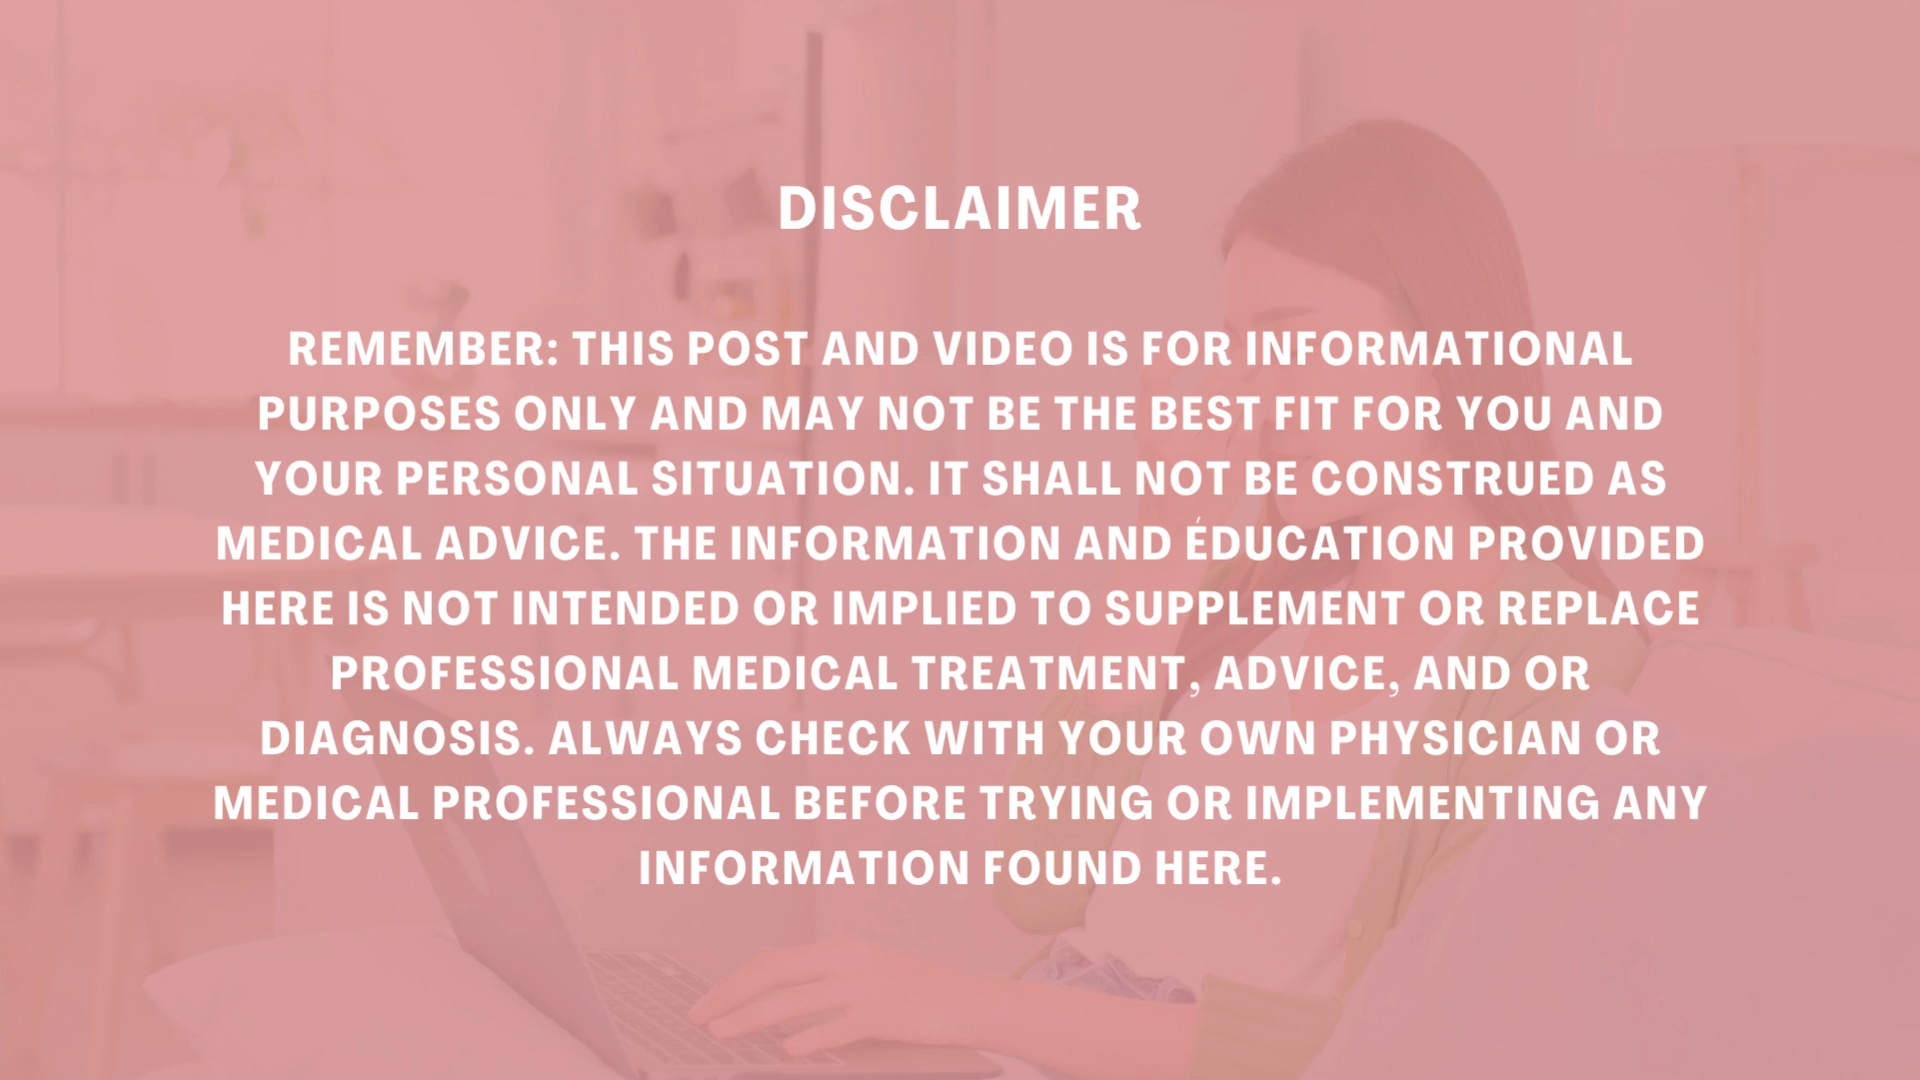 DISCLAIMER
REMEMBER: THIS POST AND VIDEO IS FOR INFORMATIONAL
PURPOSES ONLY AND MAY NOT BE THE BEST FIT FOR YOU AND
YOUR PERSONAL SITUATION. IT SHALL NOT BE CONSTRUED AS
MEDICAL ADVICE. THE INFORMATION AND ÉDUCATION PROVIDED
HERE IS NOT INTENDED OR IMPLIED TO SUPPLEMENT OR REPLACE
PROFESSIONAL MEDICAL TREATMENT, ADVICE, AND OR
DIAGNOSIS. ALWAYS CHECK WITH YOUR OWN PHYSICIAN OR
MEDICAL PROFESSIONAL BEFORE TRYING OR IMPLEMENTING ANY
INFORMATION FOUND HERE.